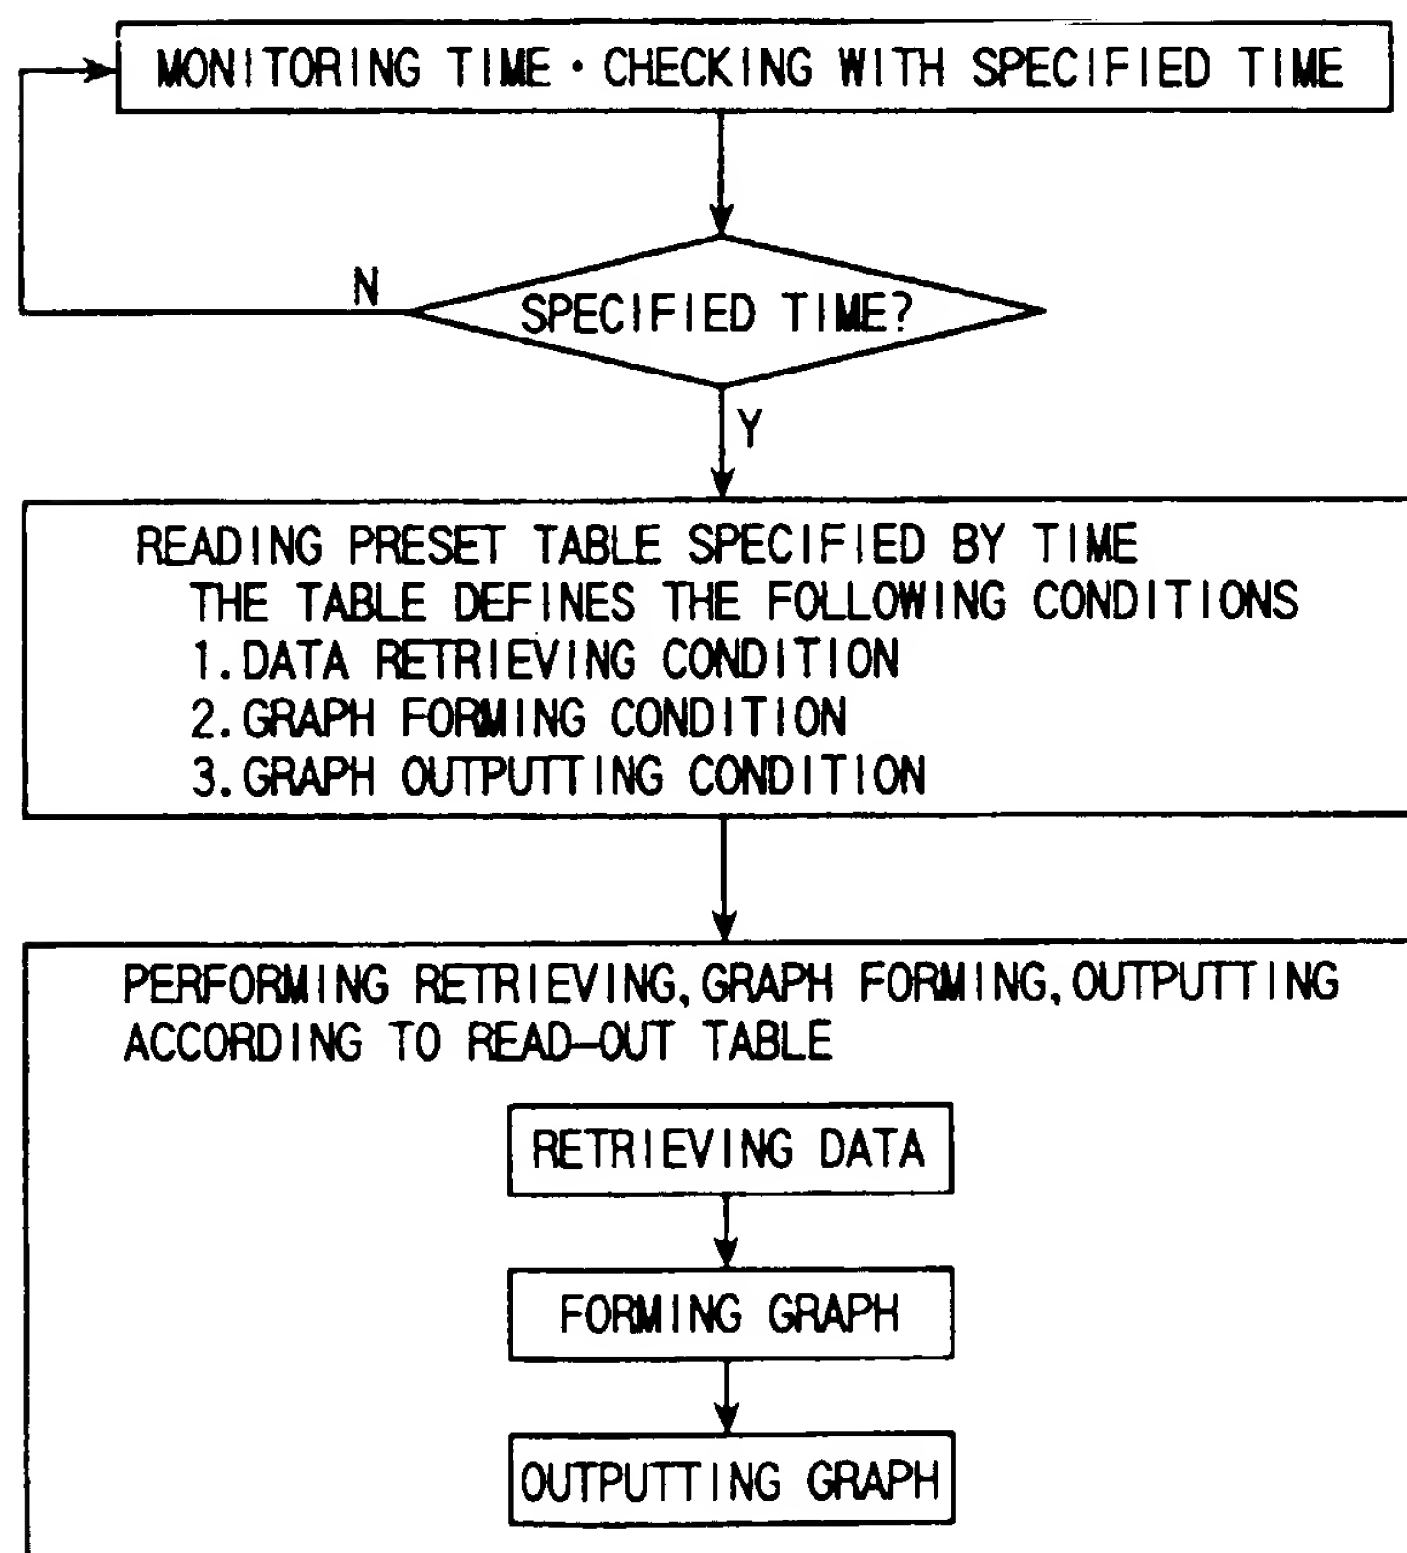 MONITORING TIME・CHECKING WITH SPECIFIED TIME
N
SPECIFIED TIME?
Y
READING PRESET TABLE SPECIFIED BY TIME
THE TABLE DEFINES THE FOLLOWING CONDITIONS
1. DATA RETRIEVING CONDITION
2. GRAPH FORMING CONDITION
3. GRAPH OUTPUTTING CONDITION
PERFORMING RETRIEVING, GRAPH FORMING, OUTPUTTING
ACCORDING TO READ-OUT TABLE
RETRIEVING DATA
FORMING GRAPH
OUTPUTTING GRAPH